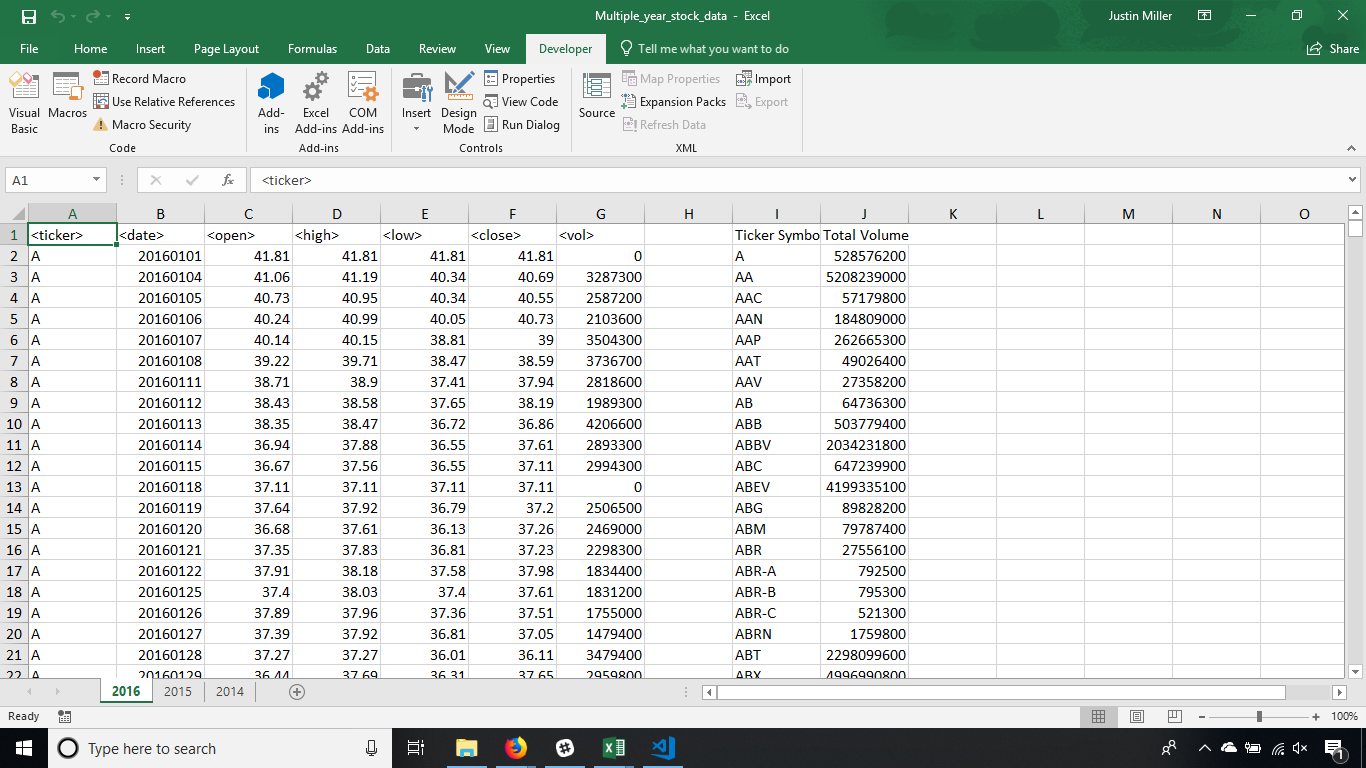 Multiple_year_stock_data - Excel Justin Miller
File Home Insert Page Layout Formulas Data Review View Developer Tell me what you want to do Share
Visual Basic Macros Record Macro Use Relative References Macro Security Code
Add-ins Excel Add-ins COM Add-ins Add-ins
Insert Design Mode Properties View Code Run Dialog Controls
Source Map Properties Expansion Packs Refresh Data Import Export XML
A1 fx <ticker>
A B C D E F G H I J K L M N O
1 <ticker> <date> <open> <high> <low> <close> <vol> Ticker Symbo Total Volume
2 A 20160101 41.81 41.81 41.81 41.81 0 A 528576200
3 A 20160104 41.06 41.19 40.34 40.69 3287300 AA 5208239000
4 A 20160105 40.73 40.95 40.34 40.55 2587200 AAC 57179800
5 A 20160106 40.24 40.99 40.05 40.73 2103600 AAN 184809000
6 A 20160107 40.14 40.15 38.81 39 3504300 AAP 262665300
7 A 20160108 39.22 39.71 38.47 38.59 3736700 AAT 49026400
8 A 20160111 38.71 38.9 37.41 37.94 2818600 AAV 27358200
9 A 20160112 38.43 38.58 37.65 38.19 1989300 AB 64736300
10 A 20160113 38.35 38.47 36.72 36.86 4206600 ABB 503779400
11 A 20160114 36.94 37.88 36.55 37.61 2893300 ABBV 2034231800
12 A 20160115 36.67 37.56 36.55 37.11 2994300 ABC 647239900
13 A 20160118 37.11 37.11 37.11 37.11 0 ABEV 4199335100
14 A 20160119 37.64 37.92 36.79 37.2 2506500 ABG 89828200
15 A 20160120 36.68 37.61 36.13 37.26 2469000 ABM 79787400
16 A 20160121 37.35 37.83 36.81 37.23 2298300 ABR 27556100
17 A 20160122 37.91 38.18 37.58 37.98 1834400 ABR-A 792500
18 A 20160125 37.4 38.03 37.4 37.61 1831200 ABR-B 795300
19 A 20160126 37.89 37.96 37.36 37.51 1755000 ABR-C 521300
20 A 20160127 37.39 37.92 36.81 37.05 1479400 ABRN 1759800
21 A 20160128 37.27 37.27 36.01 36.11 3479400 ABT 2298099600
22 A 20160129 36.44 37.69 36.31 37.65 2959800 ABX 4996990800
2016 2015 2014
Ready 100%
Type here to search 1